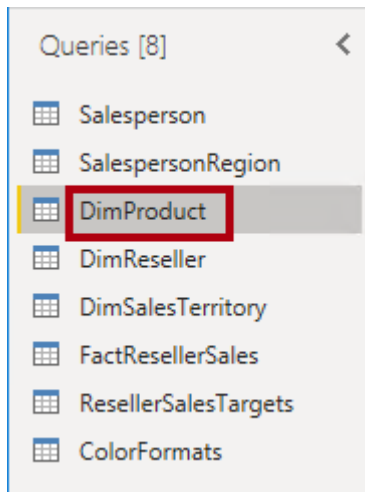 Queries [8]
Salesperson
SalespersonRegion
DimProduct
DimReseller
DimSalesTerritory
FactResellerSales
ResellerSalesTargets
ColorFormats